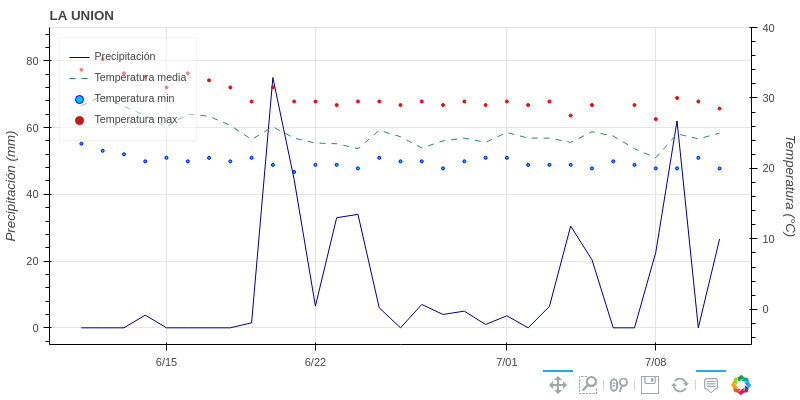 LA UNION
Precipitación
Temperatura media
Temperatura min
Temperatura max
Precipitación (mm)
80
60
40
20
0
40
30
20
10
0
Temperatura (°C)
6/15
6/22
7/01
7/08